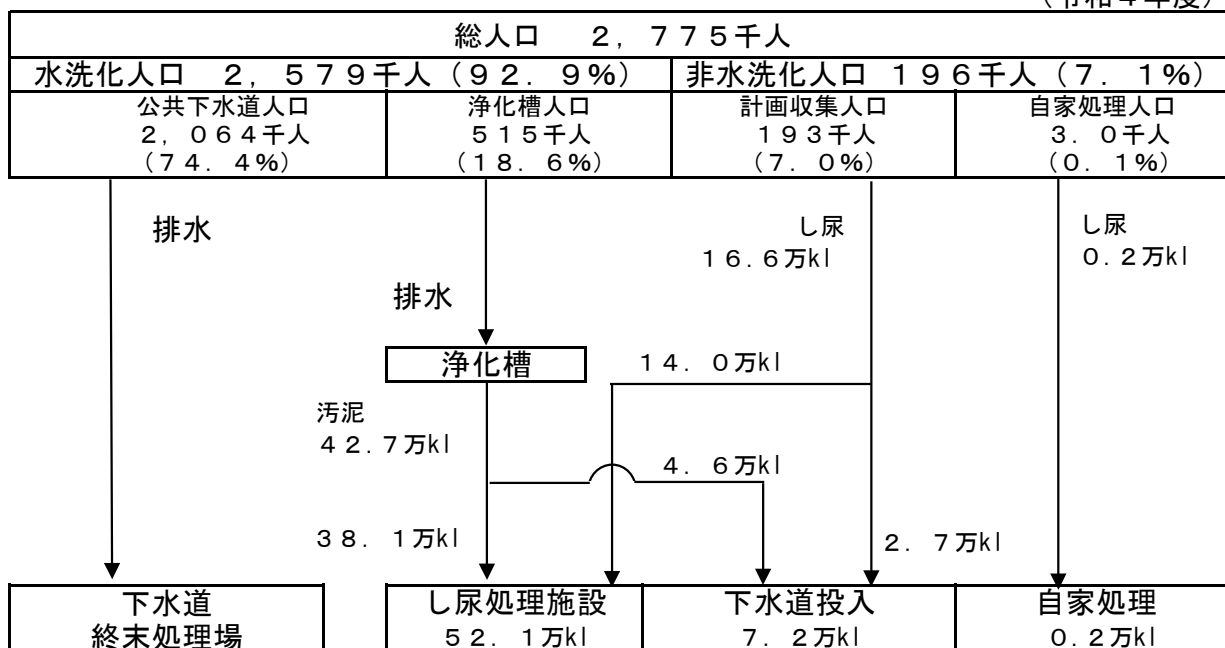 (令和4年度)
総人口 2,775千人
水洗化人口 2,579千人(92.9%)
非水洗化人口 196千人(7.1%)
公共下水道人口
2,064千人
(74.4%)
浄化槽人口
515千人
(18.6%)
計画収集人口
193千人
(7.0%)
自家処理人口
3.0千人
(0.1%)
排水
し尿
16.6万kl
し尿
0.2万kl
排水
浄化槽
14.0万kl
汚泥
42.7万kl
4.6万kl
38.1万kl
2.7万kl
下水道
終末処理場
し尿処理施設
52.1万kl
下水道投入
7.2万kl
自家処理
0.2万kl